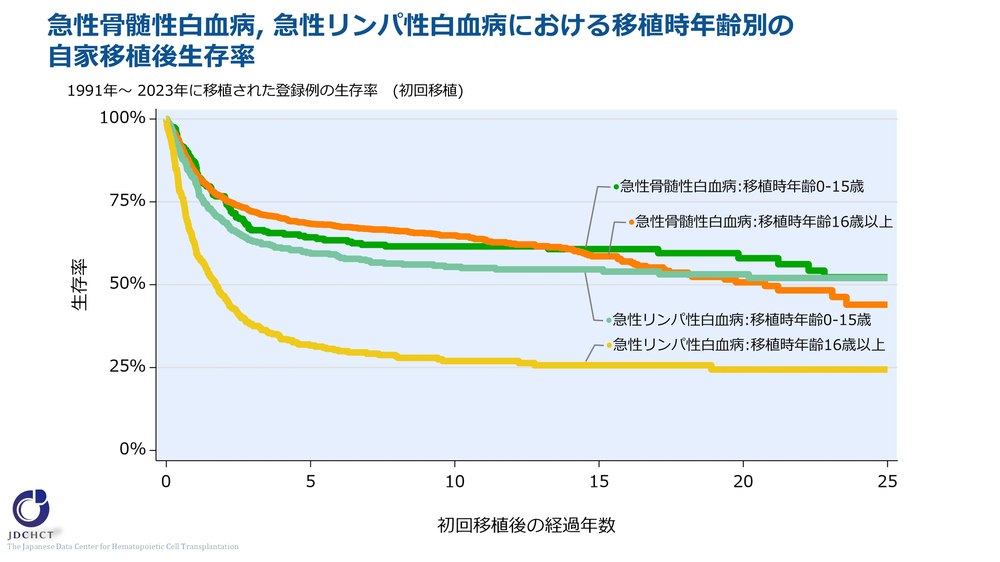 急性骨髄性白血病, 急性リンパ性白血病における移植時年齢別の
自家移植後生存率
1991年～ 2023年に移植された登録例の生存率　(初回移植)
100%
75%
50%
25%
0%
生存率
急性骨髄性白血病:移植時年齢0-15歳
急性骨髄性白血病:移植時年齢16歳以上
急性リンパ性白血病:移植時年齢0-15歳
急性リンパ性白血病:移植時年齢16歳以上
0 5 10 15 20 25
初回移植後の経過年数
JDCHCT
The Japanese Data Center for Hematopoietic Cell Transplantation